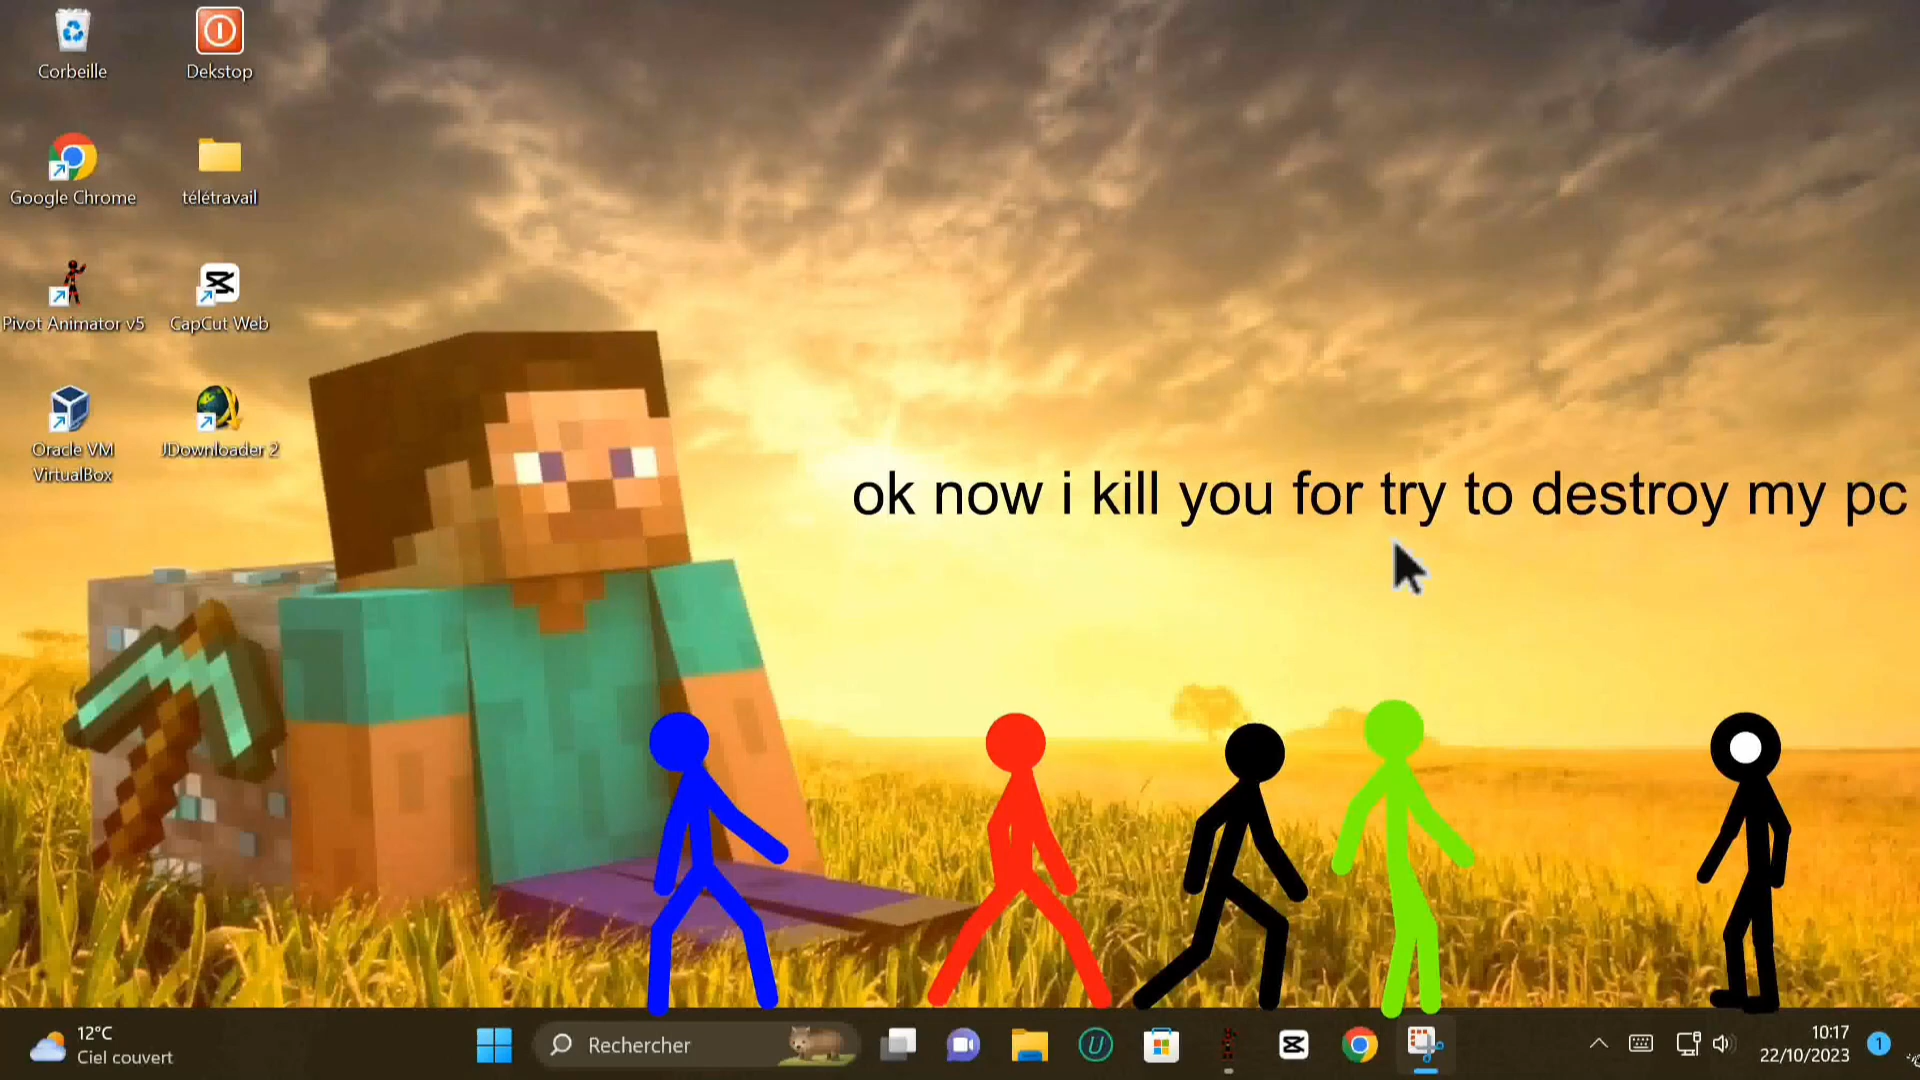 Corbeille
Dekstop
Google Chrome
télétravail
Pivot Animator v5
CapCut Web
Oracle VM
VirtualBox
JDownloader 2
ok now i kill you for try to destroy my pc
12°C
Ciel couvert
Rechercher
10:17
22/10/2023
1